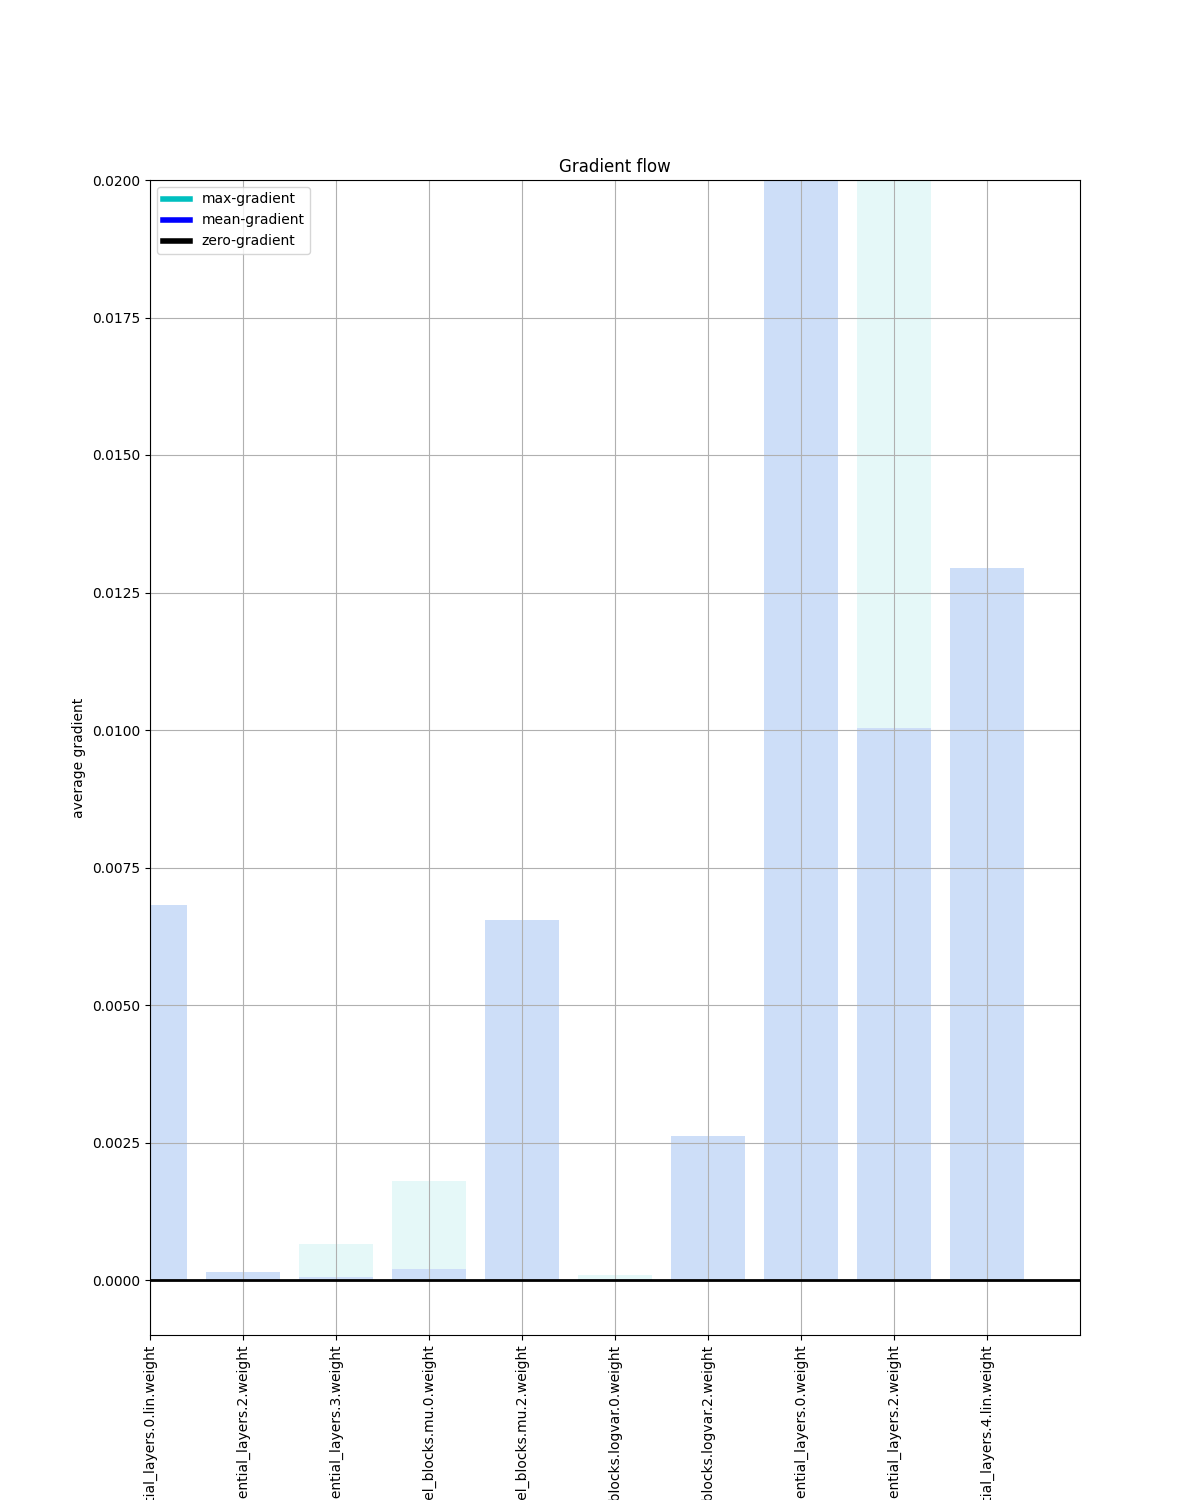 Gradient flow
max-gradient
mean-gradient
zero-gradient
0.0200
0.0175
0.0150
0.0125
0.0100
0.0075
0.0050
0.0025
0.0000
average gradient
tial_layers.0.lin.weight
ential_layers.2.weight
ential_layers.3.weight
el_blocks.mu.0.weight
el_blocks.mu.2.weight
blocks.logvar.0.weight
blocks.logvar.2.weight
ential_layers.0.weight
ential_layers.2.weight
tial_layers.4.lin.weight